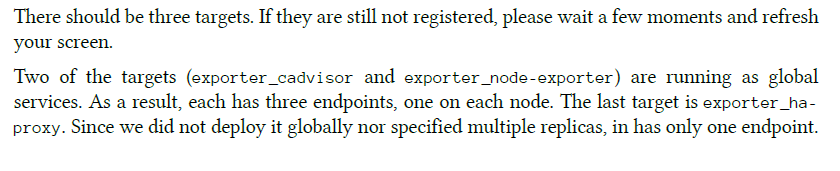 There should be three targets. If they are still not registered, please wait a few moments and refresh
your screen.
Two of the targets (exporter_cadvisor and exporter_node-exporter) are running as global
services. As a result, each has three endpoints, one on each node. The last target is exporter_ha-
proxy. Since we did not deploy it globally nor specified multiple replicas, in has only one endpoint.